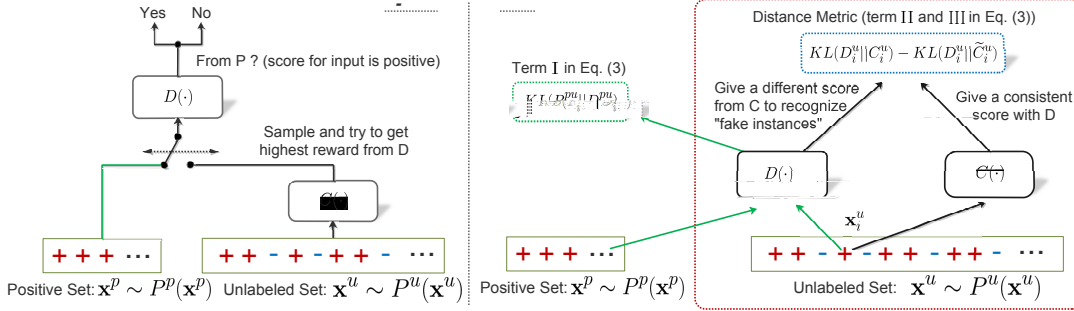 Yes
No
From P ? (score for input is positive)
D(·)
Sample and try to get
highest reward from D
C(·)
+ + + ···
+ + - + - + + - ···
Positive Set: x^p ∼ P^p(x^p)
Unlabeled Set: x^u ∼ P^u(x^u)
Term I in Eq. (3)
Distance Metric (term II and III in Eq. (3))
KL(D_i^u||C_i^u) − KL(D_i^u||C̃_i^u)
Give a different score
from C to recognize
"fake instances"
Give a consistent
score with D
D(·)
C(·)
x_i^u
+ + + ···
+ + - + - + + - + + - ···
Positive Set: x^p ∼ P^p(x^p)
Unlabeled Set: x^u ∼ P^u(x^u)